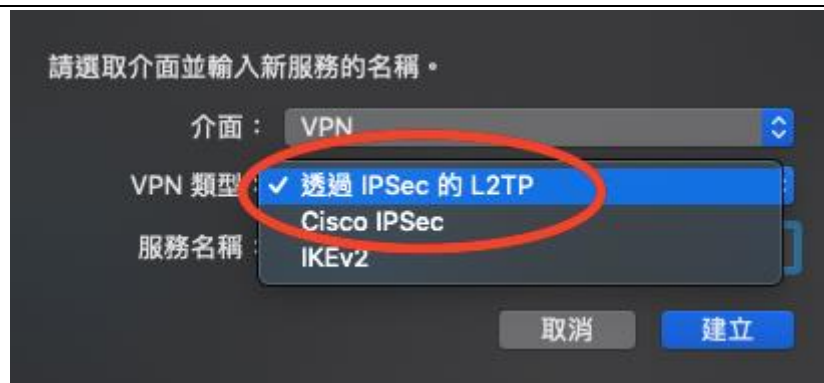 請選取介面並輸入新服務的名稱。
介面： VPN
VPN 類型： ✓ 透過 IPSec 的 L2TP
Cisco IPSec
服務名稱：
IKEv2
取消 建立